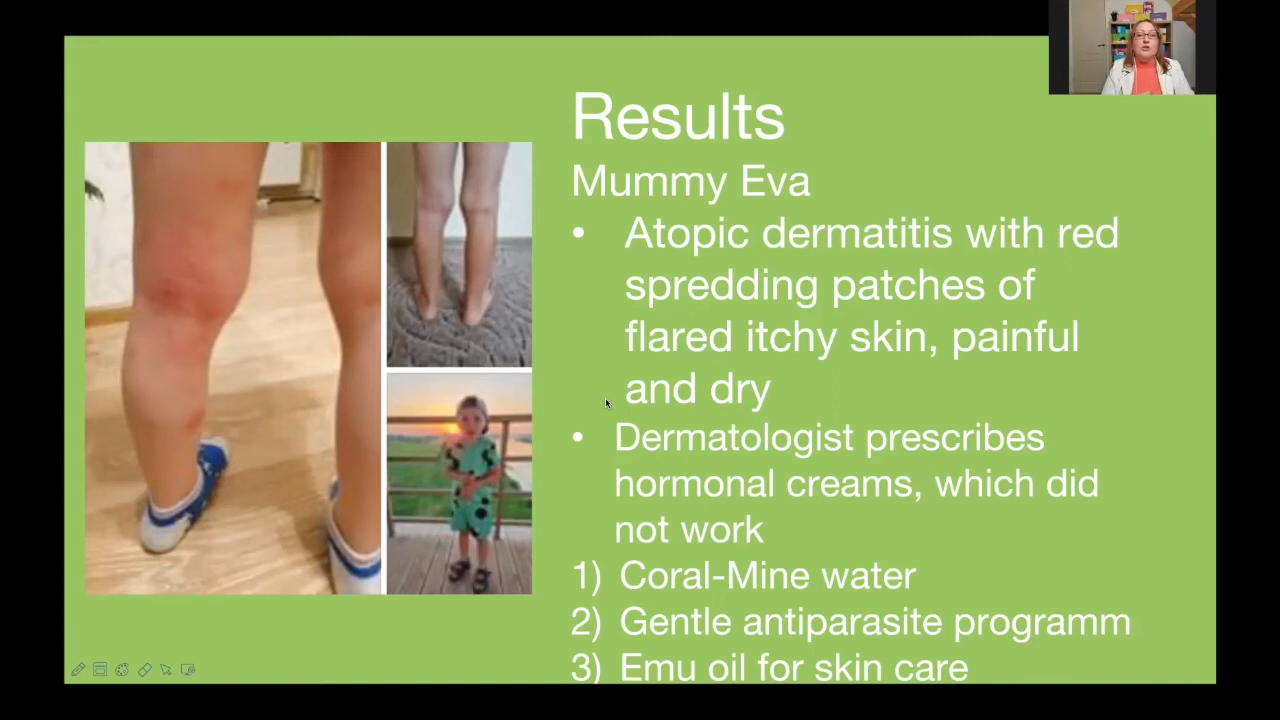 Results
Mummy Eva
• Atopic dermatitis with red
spredding patches of
flared itchy skin, painful
and dry
• Dermatologist prescribes
hormonal creams, which did
not work
1) Coral-Mine water
2) Gentle antiparasite programm
3) Emu oil for skin care